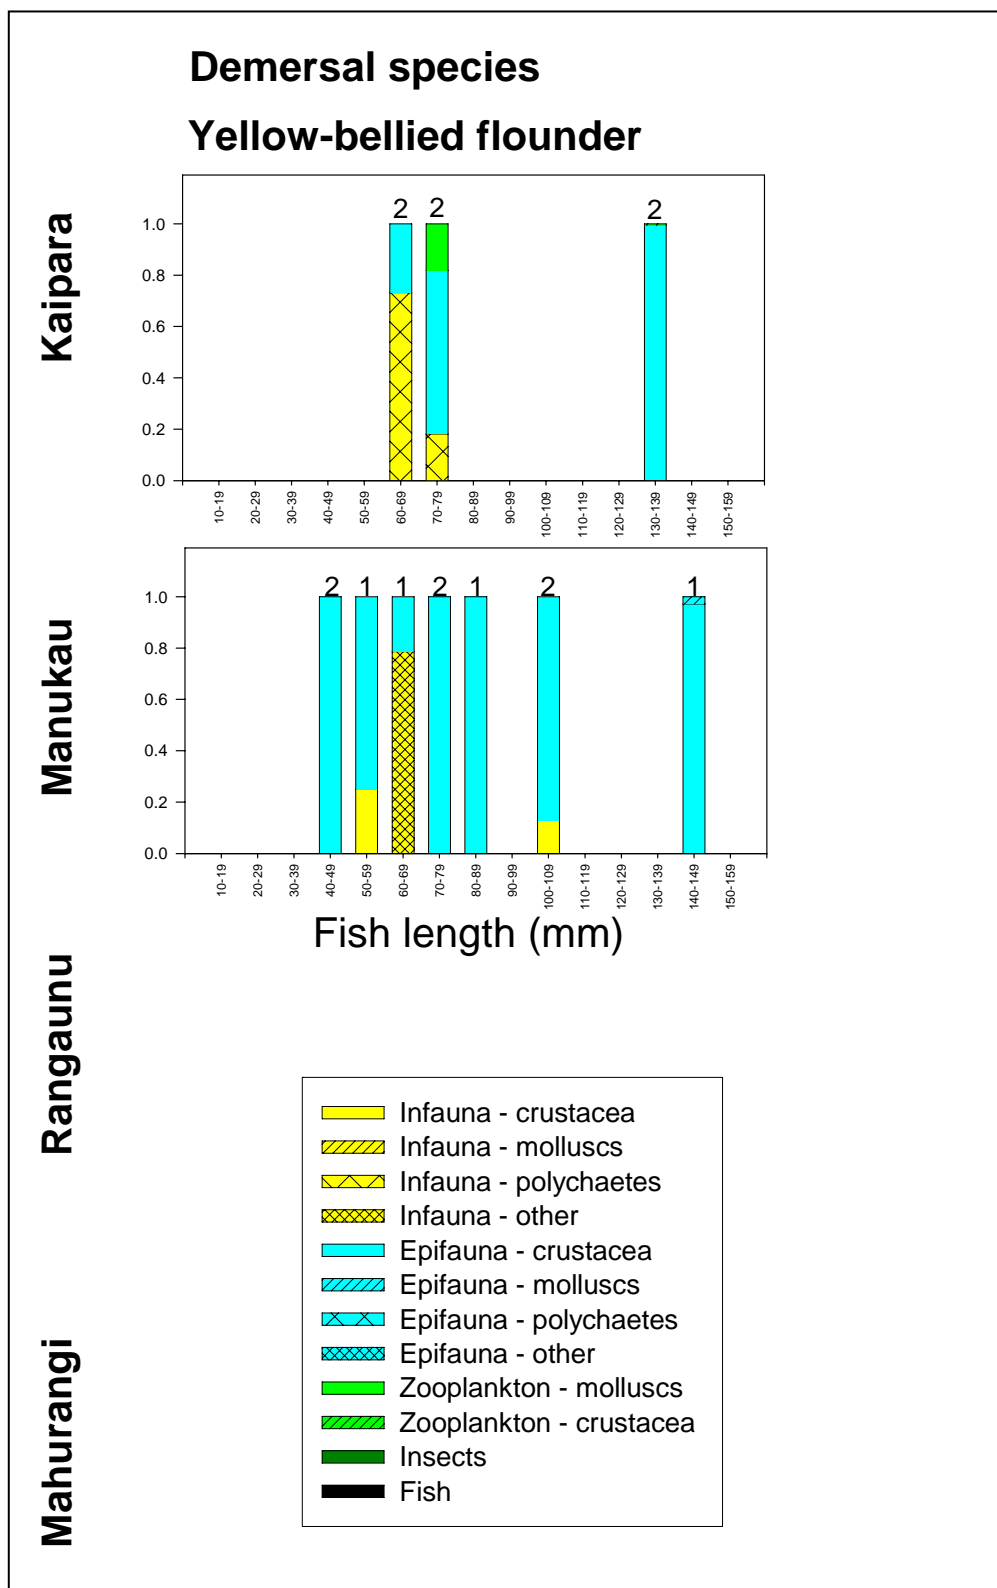 Demersal species
Yellow-bellied flounder
Kaipara
2 2 2
1.0
0.8
0.6
0.4
0.2
0.0
10-19 20-29 30-39 40-49 50-59 60-69 70-79 80-89 90-99 100-109 110-119 120-129 130-139 140-149 150-159
Manukau
2 1 1 2 1 2 1
1.0
0.8
0.6
0.4
0.2
0.0
10-19 20-29 30-39 40-49 50-59 60-69 70-79 80-89 90-99 100-109 110-119 120-129 130-139 140-149 150-159
Fish length (mm)
Rangaunu
Mahurangi
Infauna - crustacea
Infauna - molluscs
Infauna - polychaetes
Infauna - other
Epifauna - crustacea
Epifauna - molluscs
Epifauna - polychaetes
Epifauna - other
Zooplankton - molluscs
Zooplankton - crustacea
Insects
Fish